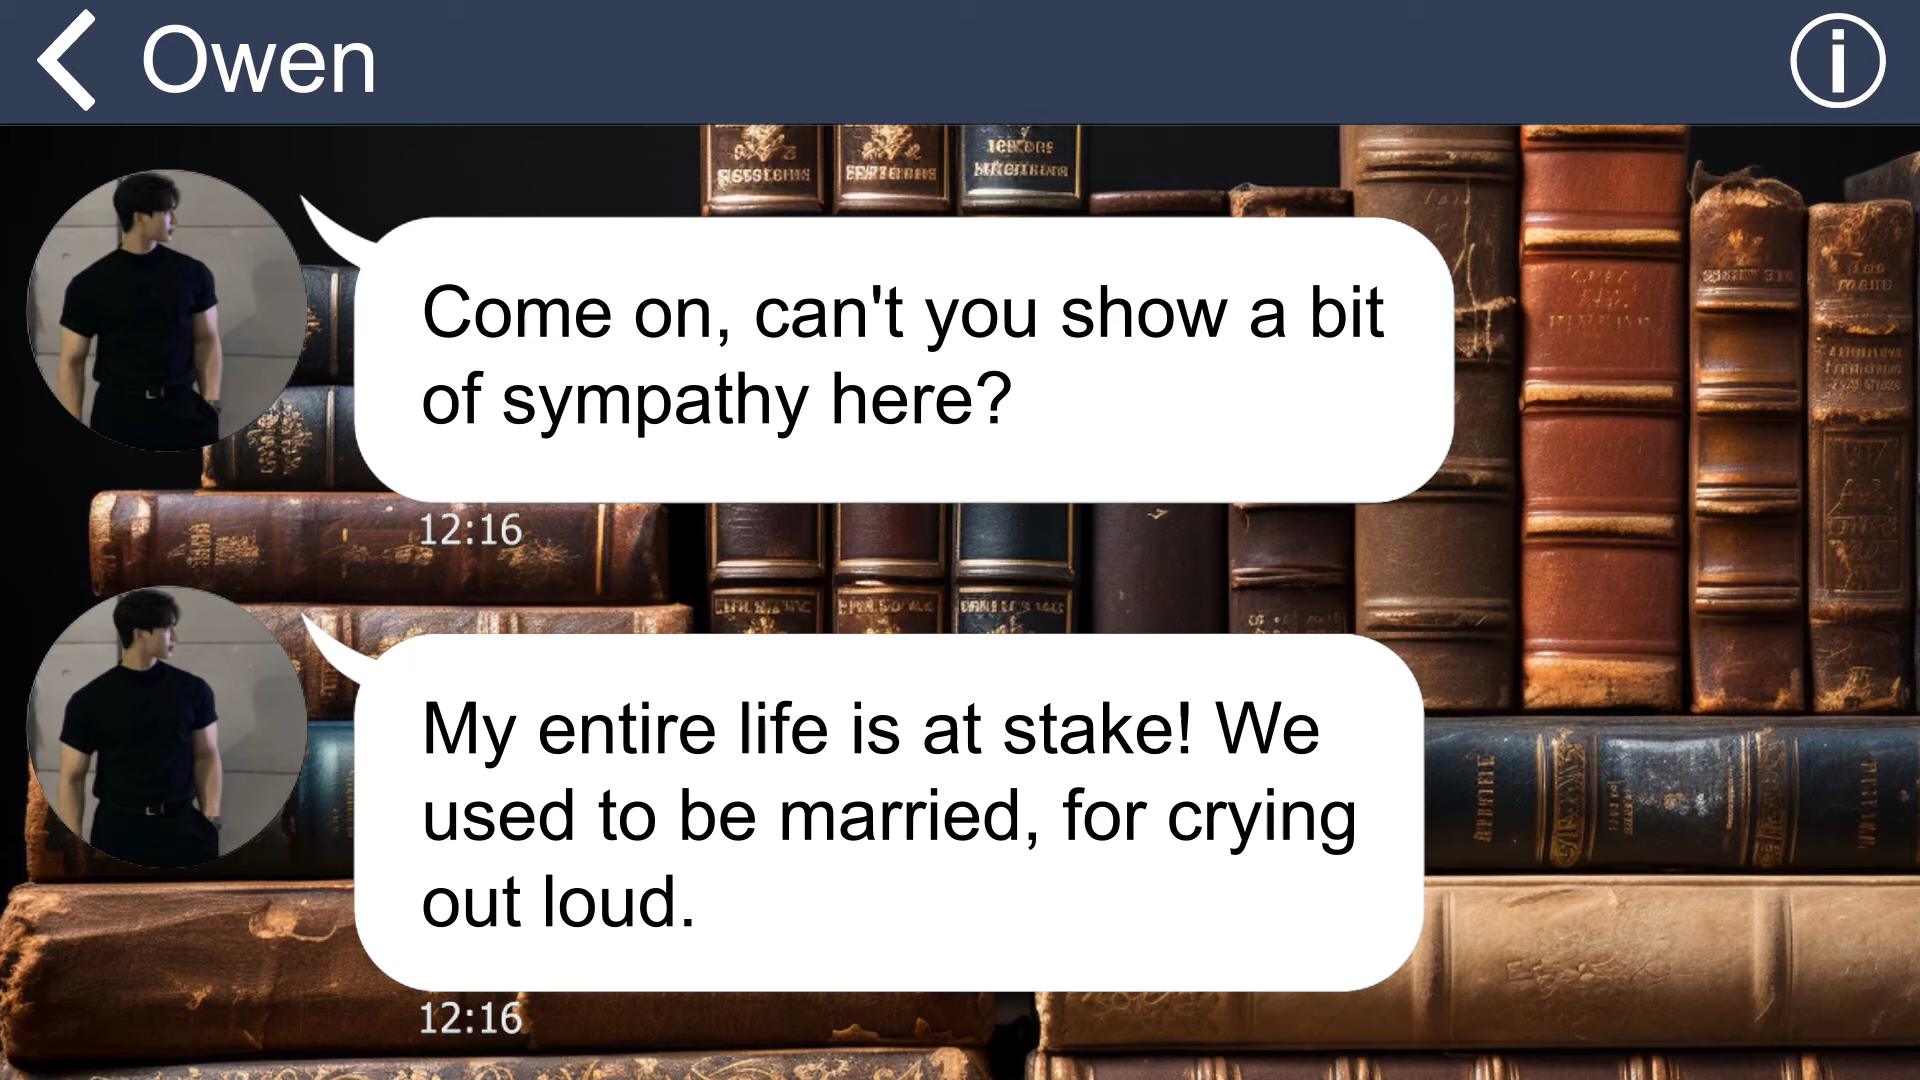 Owen
Come on, can't you show a bit
of sympathy here?
12:16
My entire life is at stake! We
used to be married, for crying
out loud.
12:16